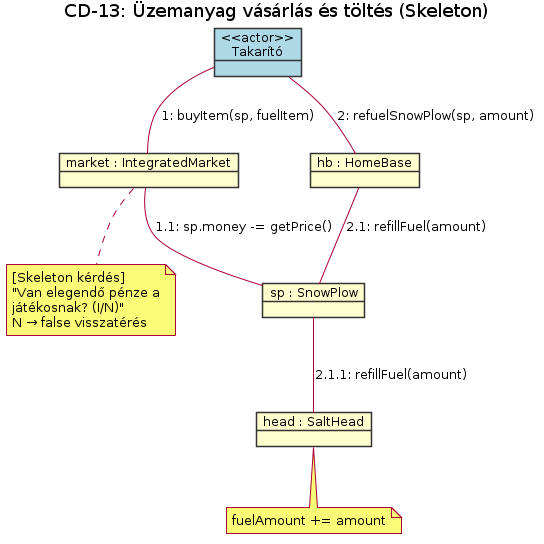 CD-13: Üzemanyag vásárlás és töltés (Skeleton)
<<actor>>
Takarító
1: buyItem(sp, fuelItem)
2: refuelSnowPlow(sp, amount)
market : IntegratedMarket
hb : HomeBase
1.1: sp.money -= getPrice()
2.1: refillFuel(amount)
[Skeleton kérdés]
"Van elegendő pénze a
játékosnak? (I/N)"
N → false visszatérés
sp : SnowPlow
2.1.1: refillFuel(amount)
head : SaltHead
fuelAmount += amount